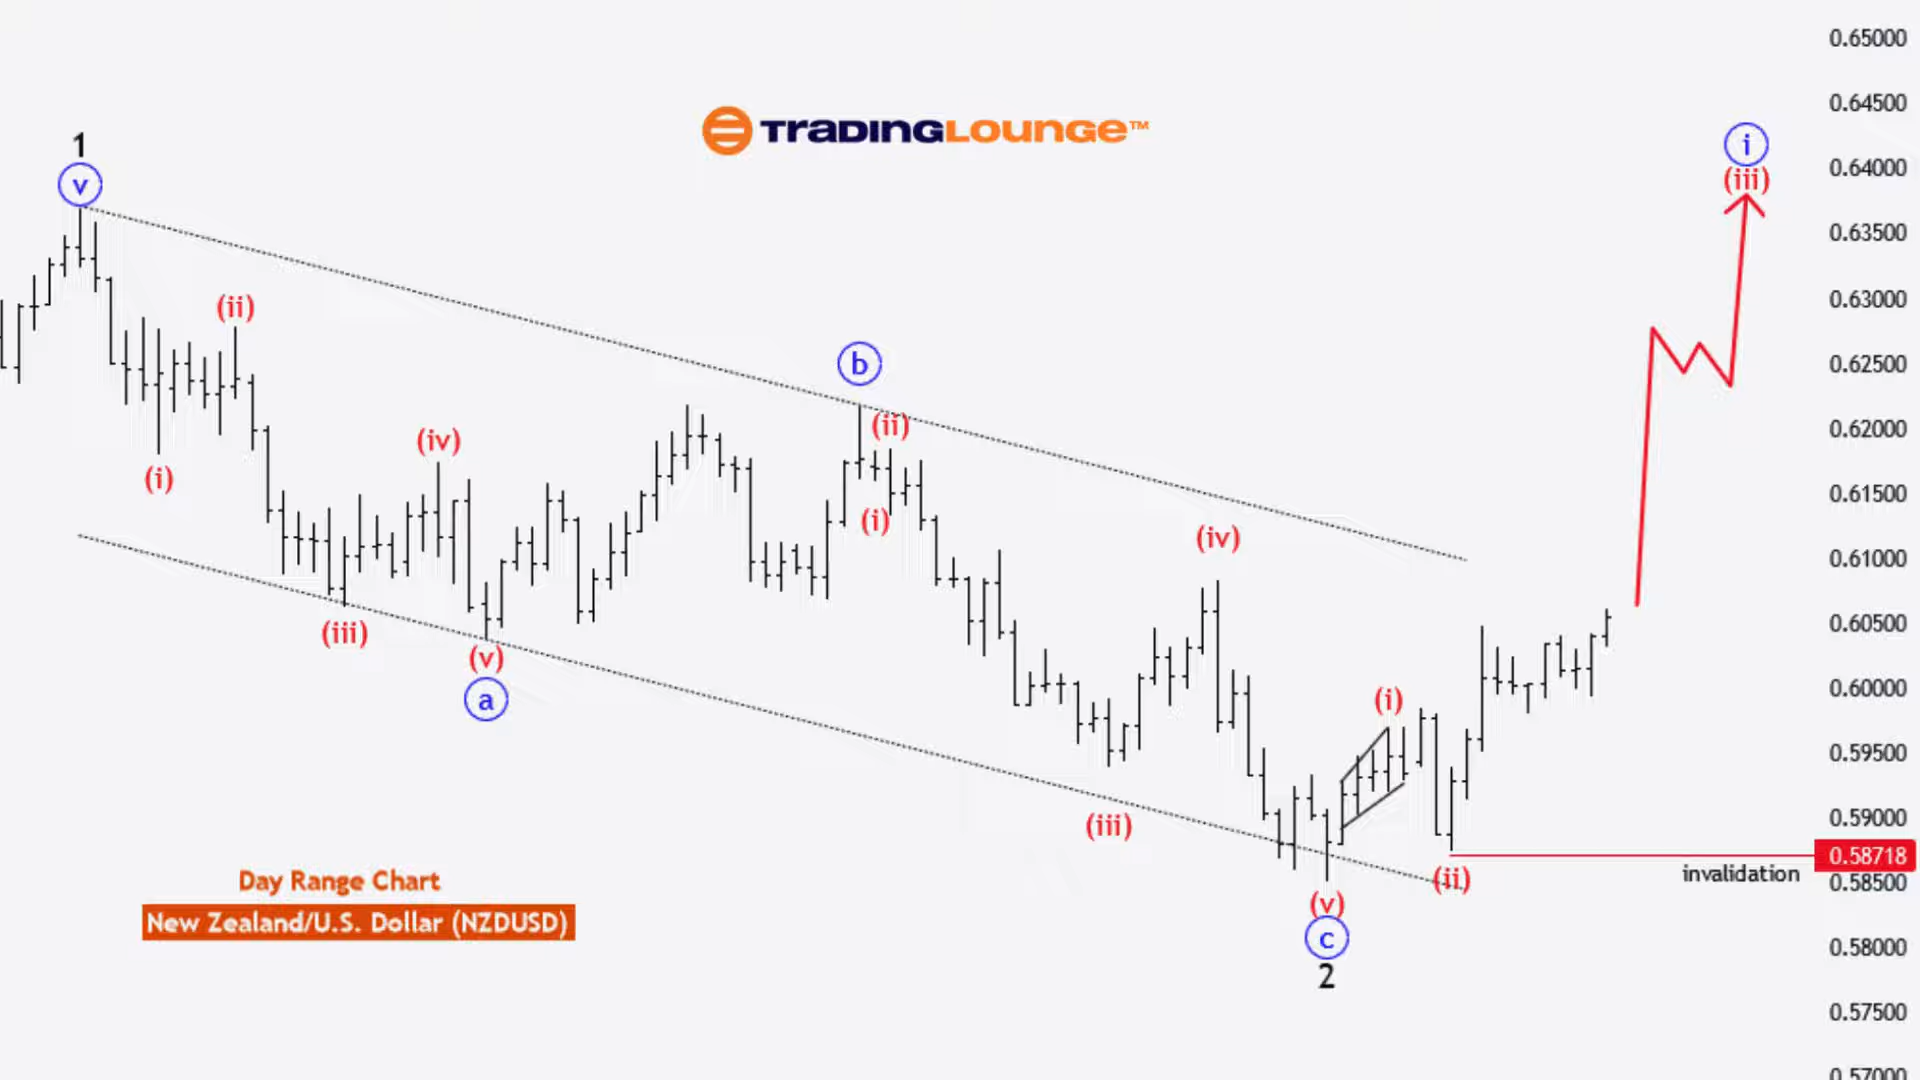 0.65000
0.64500
TRADINGLOUNGE™
1
i
0.64000
v
(iii)
0.63500
(ii)
0.63000
b
0.62500
(iv)
(ii)
0.62000
(i)
0.61500
(i)
(iv)
0.61000
0.60500
(iii)
(v)
a
0.60000
(i)
0.59500
(iii)
0.59000
0.58718
invalidation
(ii)
0.58500
Day Range Chart
(v)
New Zealand/U.S. Dollar (NZDUSD)
c
0.58000
2
0.57500
0.57000